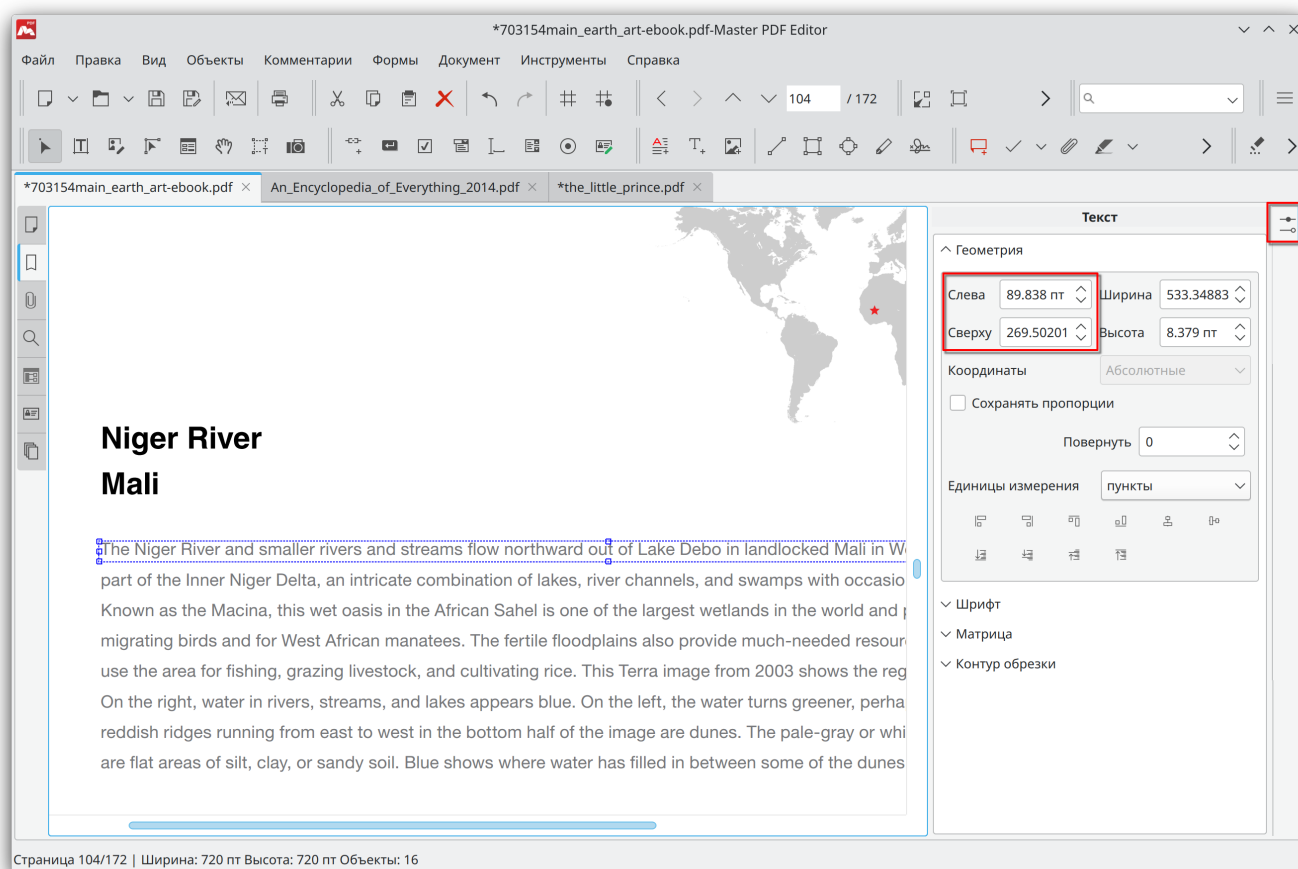 *703154main_earth_art-ebook.pdf-Master PDF Editor
Файл Правка Вид Объекты Комментарии Формы Документ Инструменты Справка
104 / 172
*703154main_earth_art-ebook.pdf An_Encyclopedia_of_Everything_2014.pdf *the_little_prince.pdf
Текст
Геометрия
Слева 89.838 пт Ширина 533.34883
Сверху 269.50201 Высота 8.379 пт
Координаты Абсолютные
Сохранять пропорции
Повернуть 0
Единицы измерения пункты
Шрифт
Матрица
Контур обрезки
Niger River
Mali
The Niger River and smaller rivers and streams flow northward out of Lake Debo in landlocked Mali in
part of the Inner Niger Delta, an intricate combination of lakes, river channels, and swamps with occasio
Known as the Macina, this wet oasis in the African Sahel is one of the largest wetlands in the world and
migrating birds and for West African manatees. The fertile floodplains also provide much-needed resour
use the area for fishing, grazing livestock, and cultivating rice. This Terra image from 2003 shows the reg
On the right, water in rivers, streams, and lakes appears blue. On the left, the water turns greener, perha
reddish ridges running from east to west in the bottom half of the image are dunes. The pale-gray or whi
are flat areas of silt, clay, or sandy soil. Blue shows where water has filled in between some of the dunes
Страница 104/172 | Ширина: 720 пт Высота: 720 пт Объекты: 16